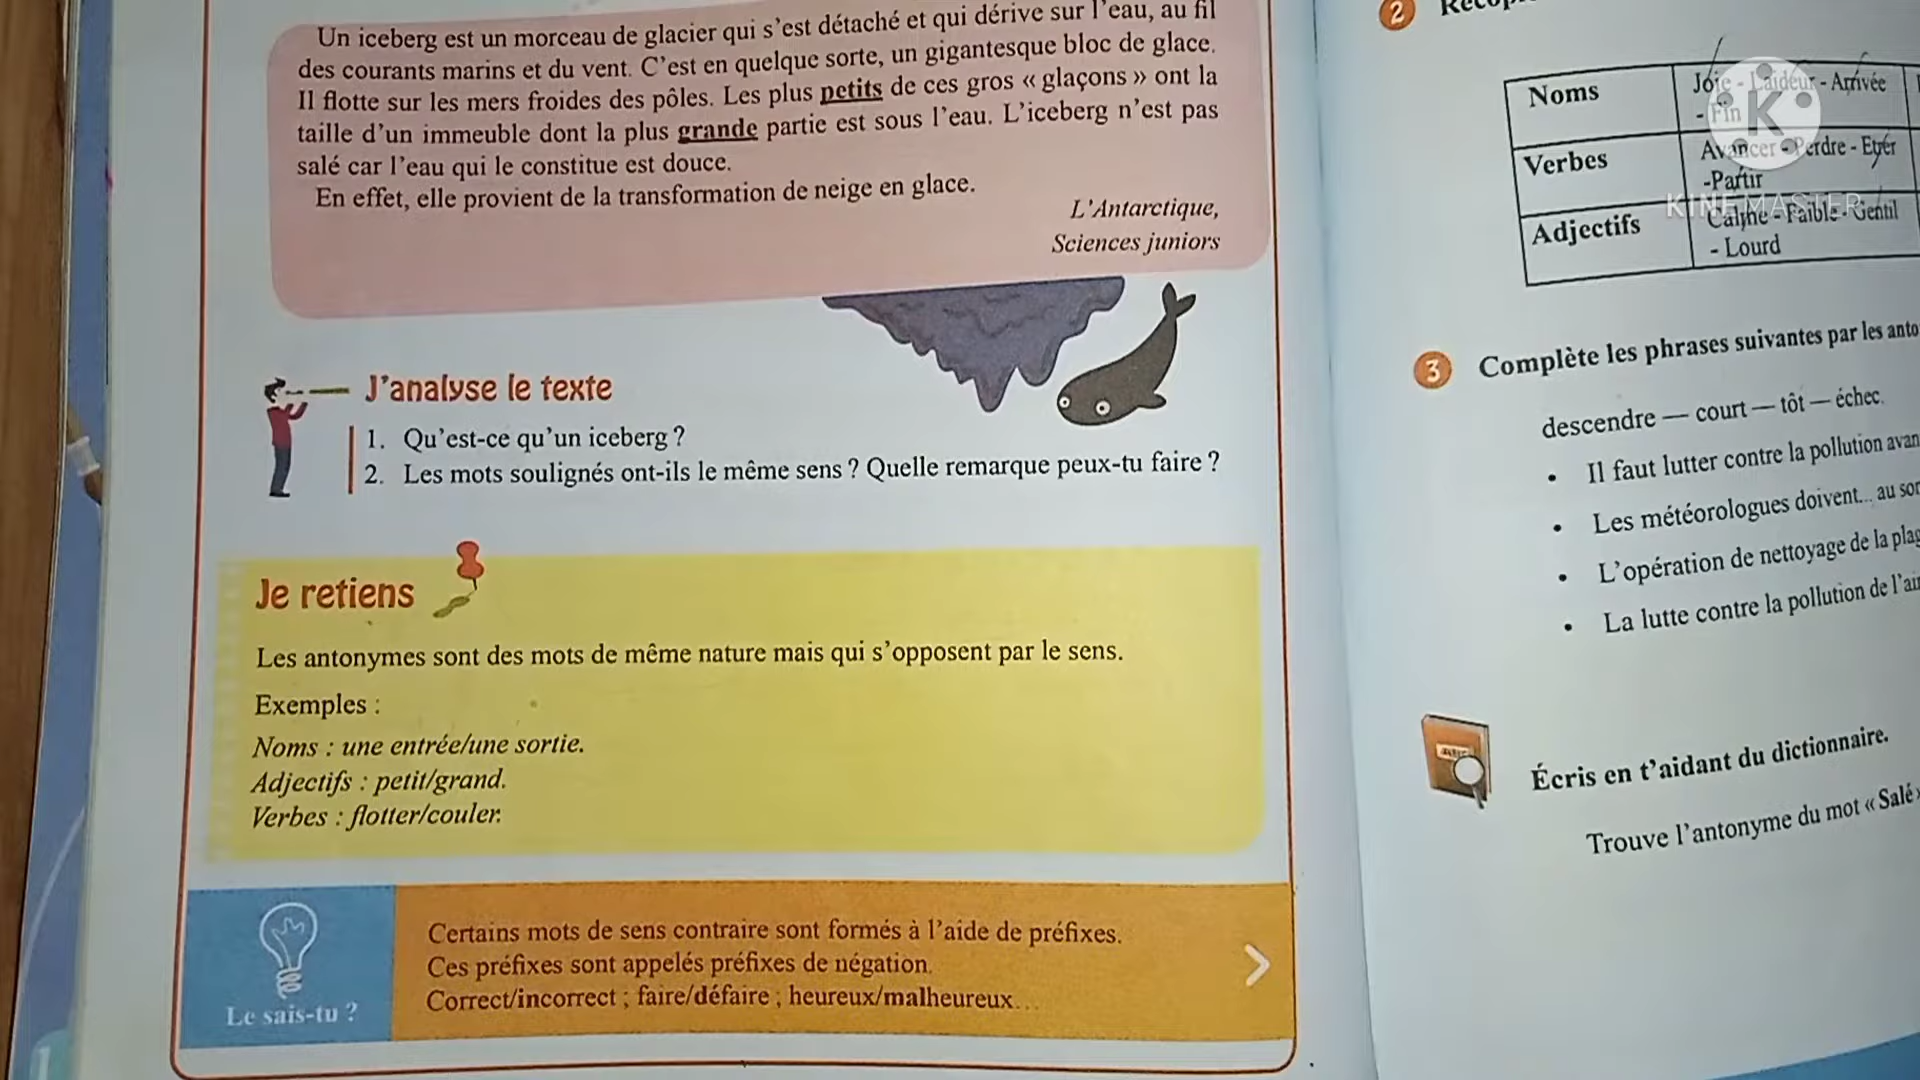 Un iceberg est un morceau de glacier qui s'est détaché et qui dérive sur l'eau, au fil
des courants marins et du vent. C'est en quelque sorte, un gigantesque bloc de glace.
Il flotte sur les mers froides des pôles. Les plus petits de ces gros « glaçons » ont la
taille d'un immeuble dont la plus grande partie est sous l'eau. L'iceberg n'est pas
salé car l'eau qui le constitue est douce.
En effet, elle provient de la transformation de neige en glace.
L'Antarctique,
Sciences juniors
J'analyse le texte
1. Qu'est-ce qu'un iceberg ?
2. Les mots soulignés ont-ils le même sens ? Quelle remarque peux-tu faire ?
Je retiens
Les antonymes sont des mots de même nature mais qui s'opposent par le sens.
Exemples :
Noms : une entrée/une sortie.
Adjectifs : petit/grand.
Verbes : flotter/couler.
Le sais-tu ?
Certains mots de sens contraire sont formés à l'aide de préfixes.
Ces préfixes sont appelés préfixes de négation.
Correct/incorrect ; faire/défaire ; heureux/malheureux...
2
Noms
Joie - Laideur - Arrivée
- Fin
Verbes
Avancer - Perdre - Etrer
-Partir
Adjectifs
Calme - Faible - Gentil
- Lourd
K
KINEMASTER
3 Complète les phrases suivantes par les
descendre — court — tôt — échec.
• Il faut lutter contre la pollution
• Les météorologues doivent... au
• L'opération de nettoyage de la
• La lutte contre la pollution de
Écris en t'aidant du dictionnaire.
Trouve l'antonyme du mot « Salé »